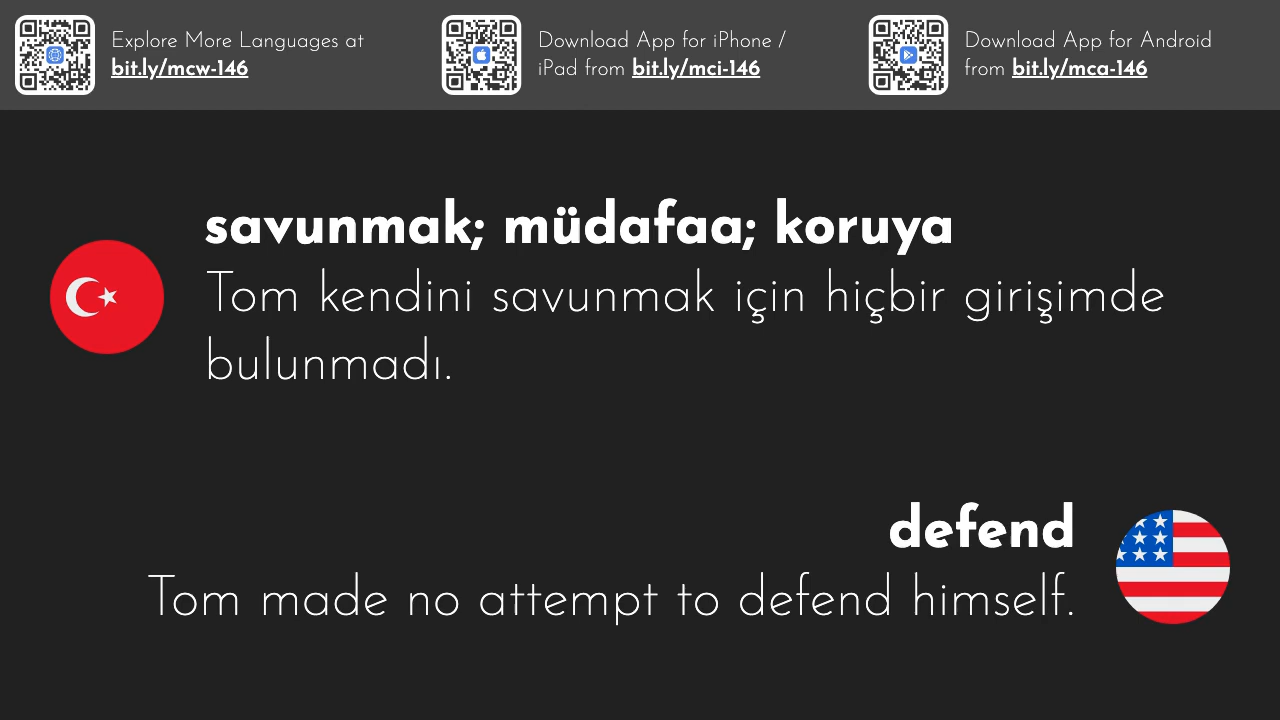 Explore More Languages at
bit.ly/mcw-146
Download App for iPhone /
iPad from bit.ly/mci-146
Download App for Android
from bit.ly/mca-146
savunmak; müdafaa; koruya
Tom kendini savunmak için hiçbir girişimde
bulunmadı.
defend
Tom made no attempt to defend himself.